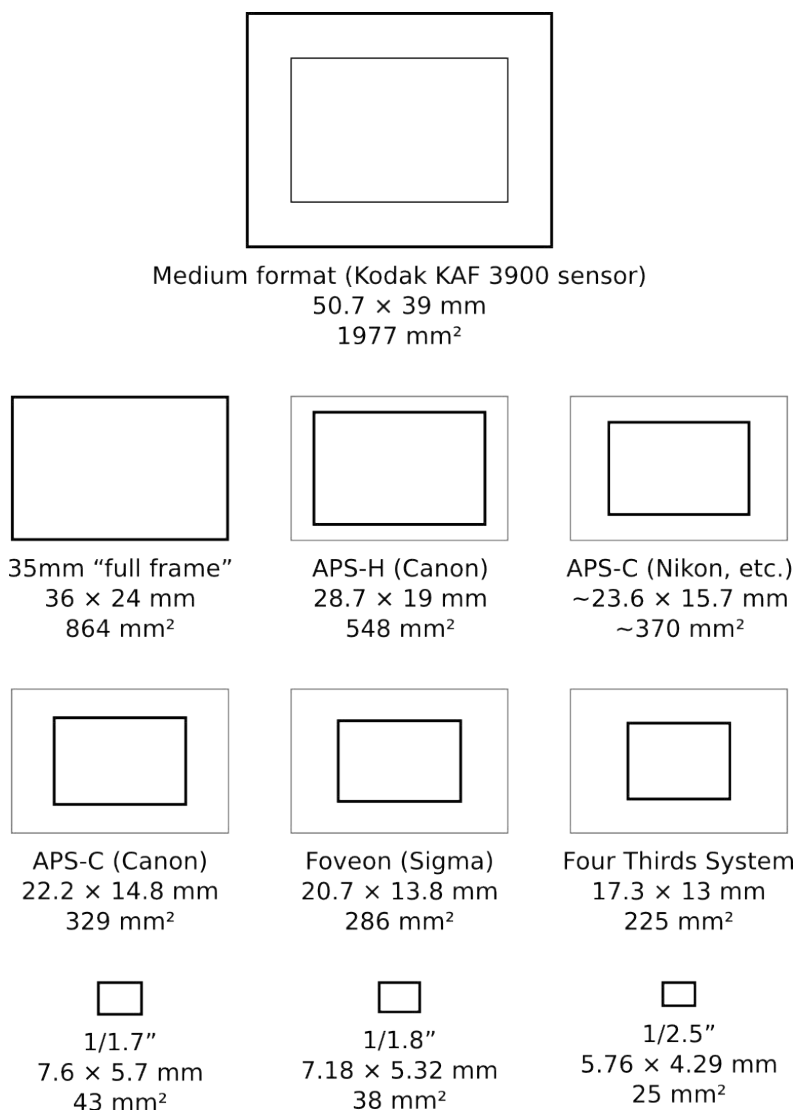 Medium format (Kodak KAF 3900 sensor)
50.7 × 39 mm
1977 mm²
35mm “full frame”
36 × 24 mm
864 mm²
APS-H (Canon)
28.7 × 19 mm
548 mm²
APS-C (Nikon, etc.)
~23.6 × 15.7 mm
~370 mm²
APS-C (Canon)
22.2 × 14.8 mm
329 mm²
Foveon (Sigma)
20.7 × 13.8 mm
286 mm²
Four Thirds System
17.3 × 13 mm
225 mm²
1/1.7”
7.6 × 5.7 mm
43 mm²
1/1.8”
7.18 × 5.32 mm
38 mm²
1/2.5”
5.76 × 4.29 mm
25 mm²